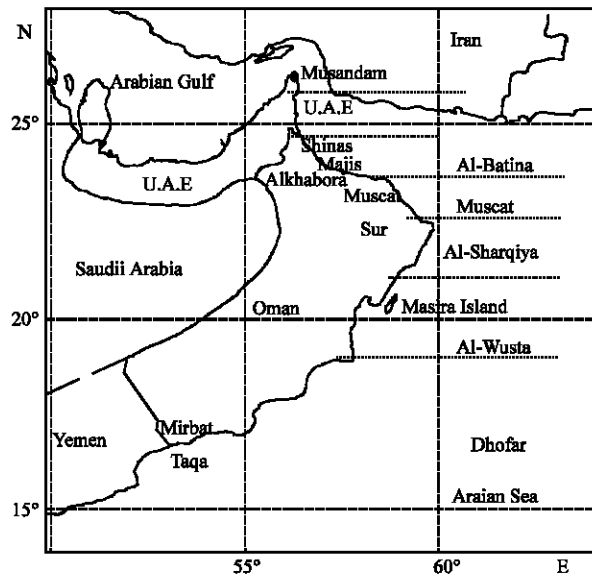 N
Iran
Arabian Gulf
Musandam
U.A.E
25°
Shinas
Majis
Al-Batina
Alkhabora
U.A.E
Muscat
Muscat
Sur
Al-Sharqiya
Saudii Arabia
Oman
Masira Island
20°
Al-Wusta
Mirbat
Yemen
Taqa
Dhofar
Araian Sea
15°
55°
60°
E